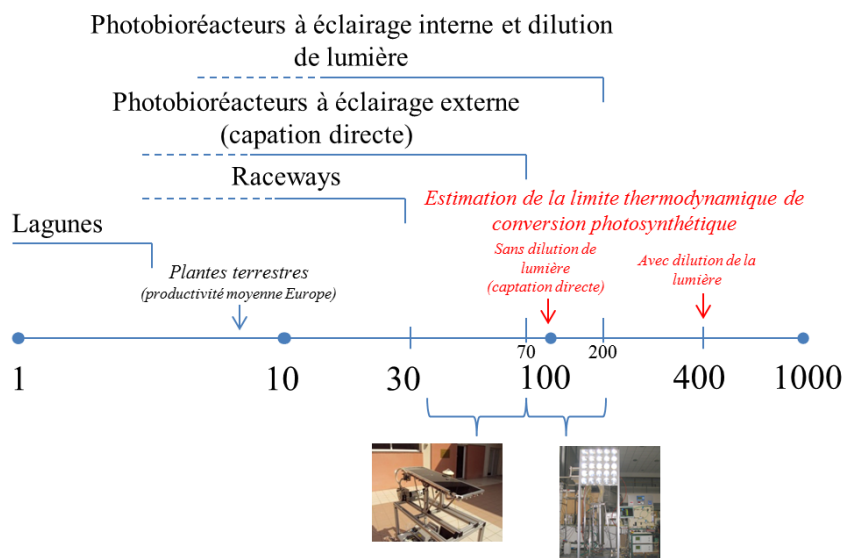 Photobioréacteurs à éclairage interne et dilution
de lumière
Photobioréacteurs à éclairage externe
(capation directe)
Raceways
Estimation de la limite thermodynamique de
conversion photosynthétique
Lagunes
Plantes terrestres
(productivité moyenne Europe)
Sans dilution de
lumière
(captation directe)
Avec dilution de la
lumière
70
200
1
10
30
100
400
1000